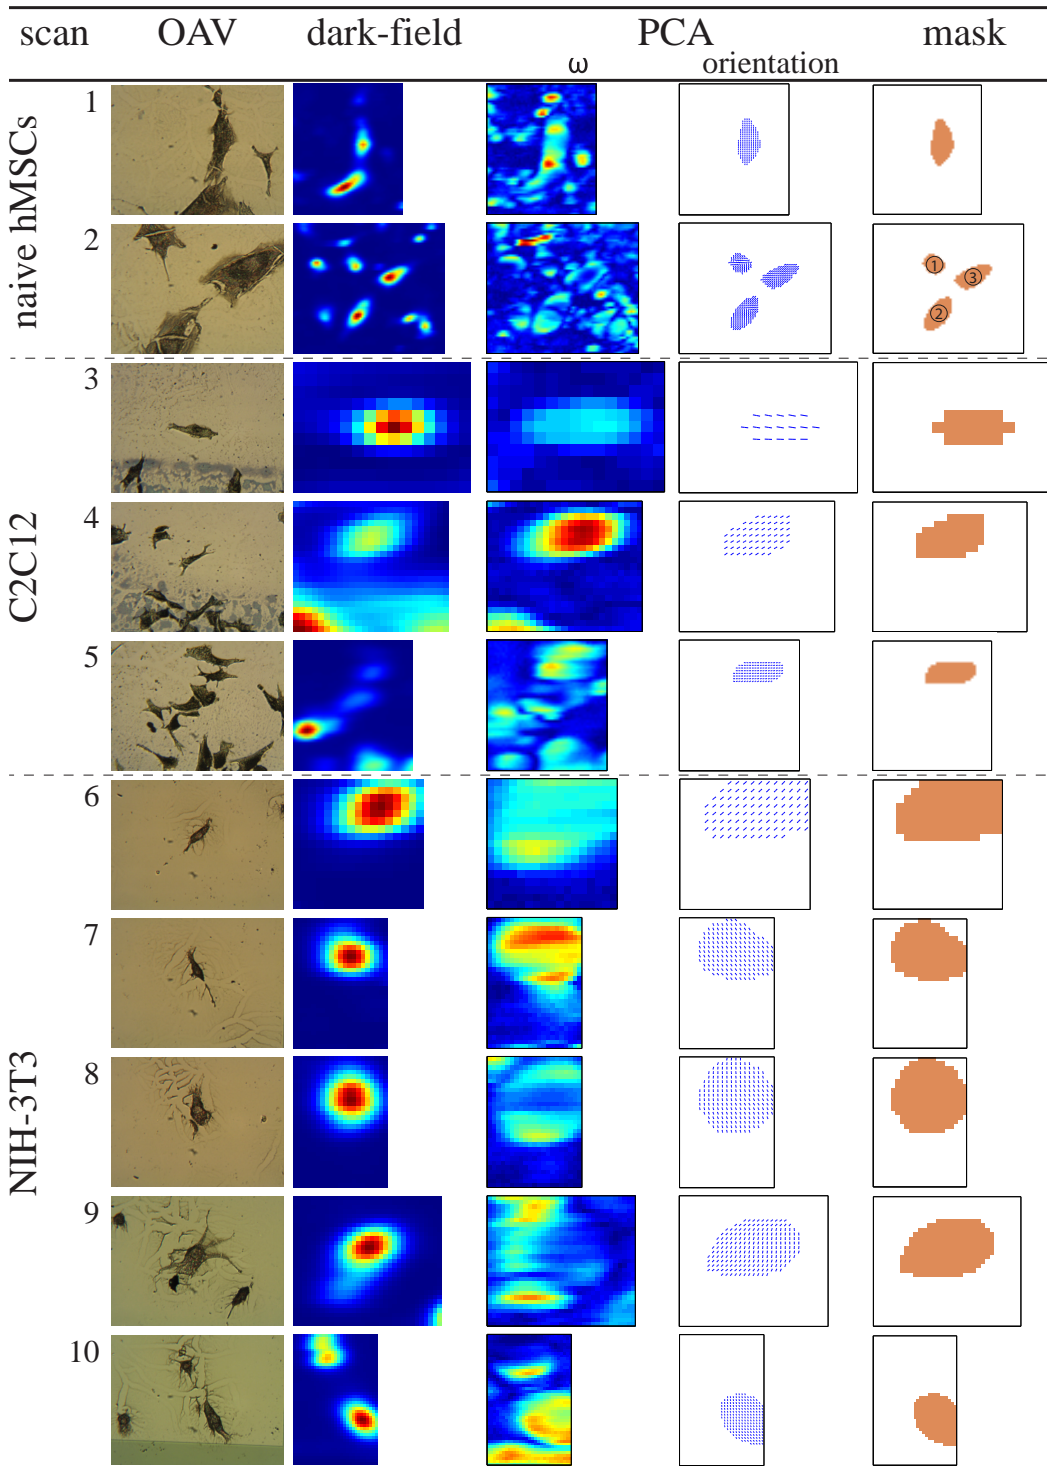 scan OAV dark-field PCA mask
ω orientation
naive hMSCs
1
2
1
3
2
C2C12
3
4
5
NIH-3T3
6
7
8
9
10